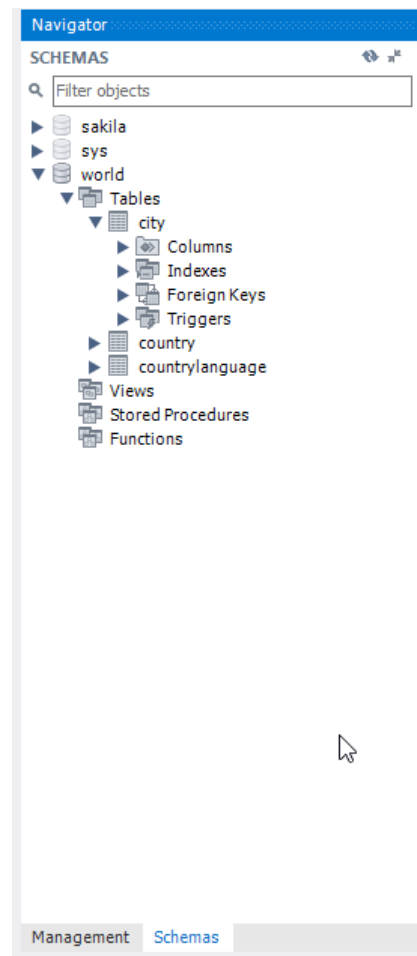 Navigator
SCHEMAS
Filter objects
sakila
sys
world
Tables
city
Columns
Indexes
Foreign Keys
Triggers
country
countrylanguage
Views
Stored Procedures
Functions
Management Schemas